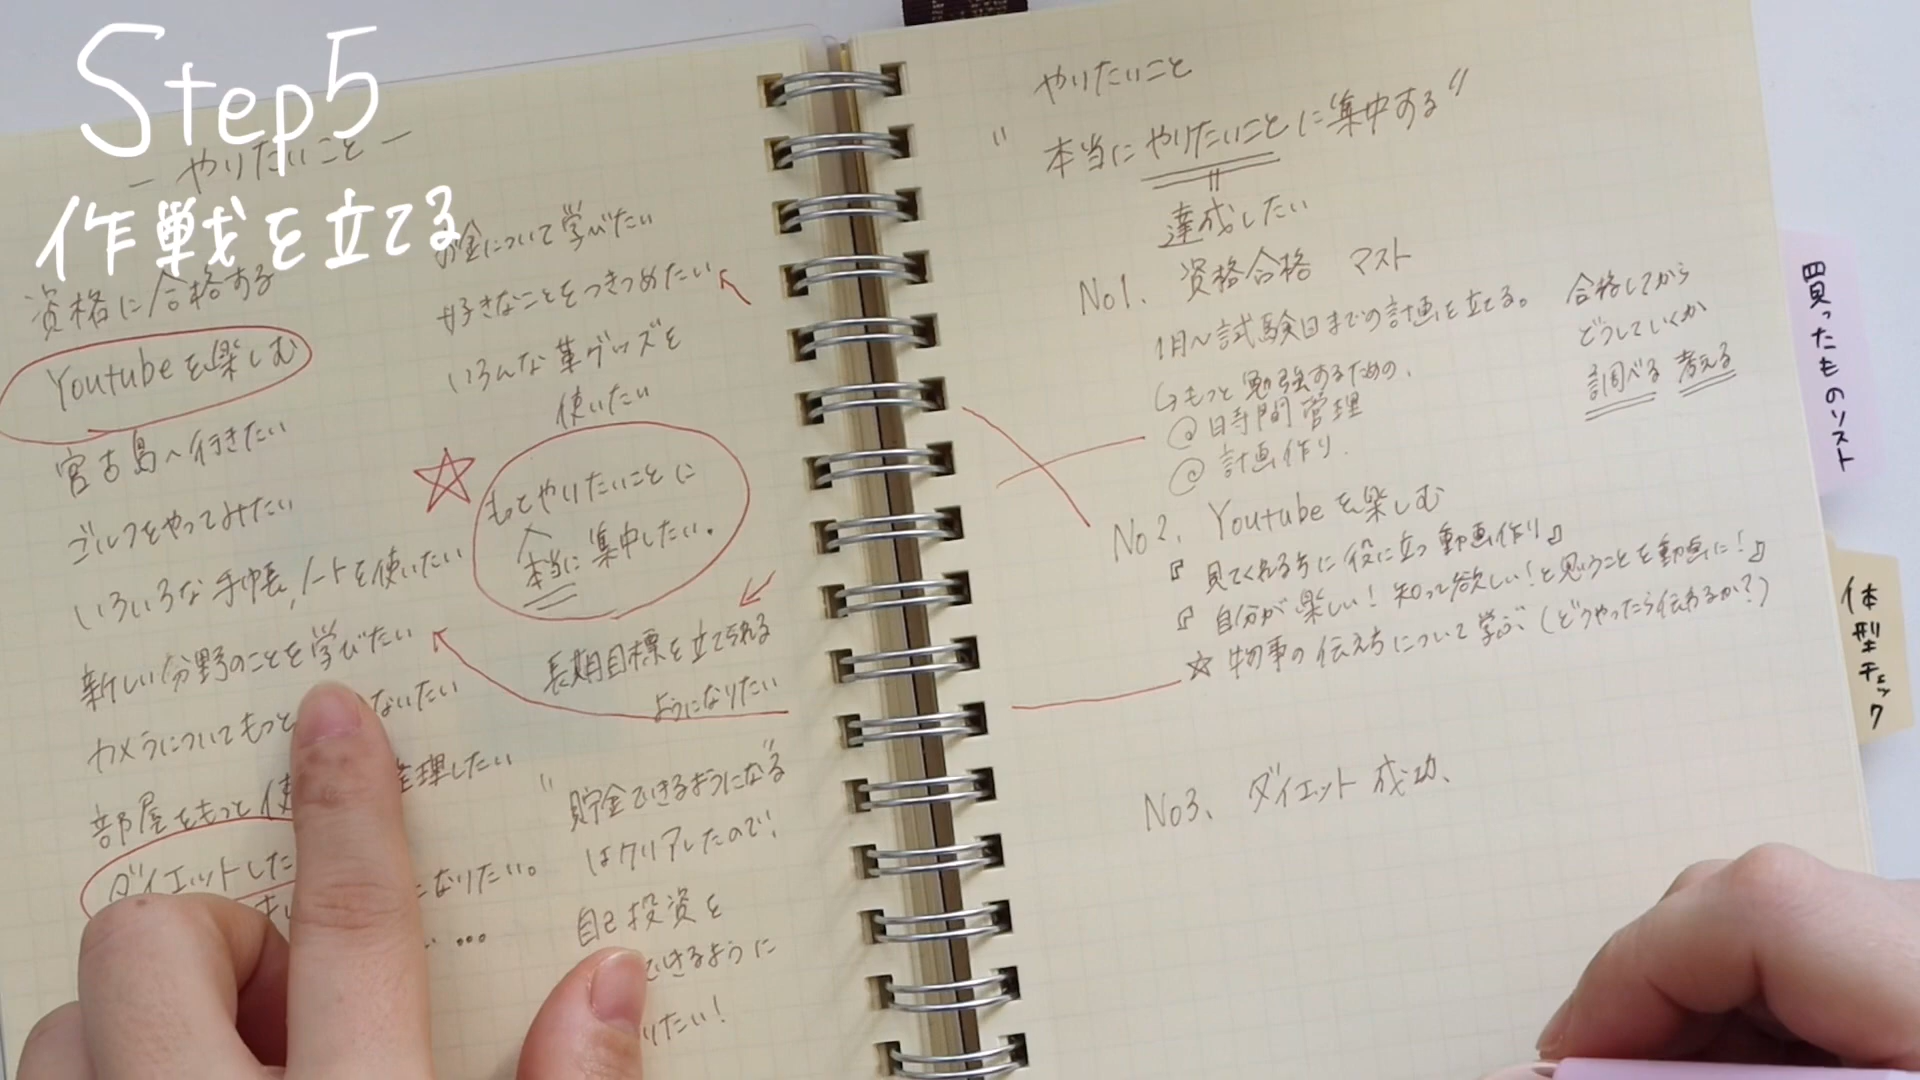 Step5
作戦を立てる
－やりたいこと－
資格に合格する
Youtubeを楽しむ
宮古島へ行きたい
ゴルフをやってみたい
いろいろな手帳、ノートを使いたい
新しい分野のことを学びたい
カメラについてもっと
ないたい
部屋をもっと使
管理したい
ダイエットした
になりたい。
お金について学びたい
好きなことをつきつめたい
いろんな革グッズを
使いたい
もっとやりたいことに
本当に集中したい。
長期目標を立てられる
ようになりたい
"貯金できるようになる"
はクリアしたので!
自己投資を
できるように
りたい!
やりたいこと
"本当にやりたいことに集中する"
||
達成したい
No1、資格合格 マスト
1月〜試験日までの計画を立てる。
↳もっと勉強するための、
@時間管理
@計画作り.
合格してから
どうしていくか
調べる 考える
No2、Youtubeを楽しむ
『見てくれる方に役に立つ動画作り』
『自分が楽しい!知って欲しい!と思うことを動画に!』
☆物事の伝え方について学ぶ(どうやったら伝わるか?)
No3、ダイエット成功、
買ったものリスト
体型チェック